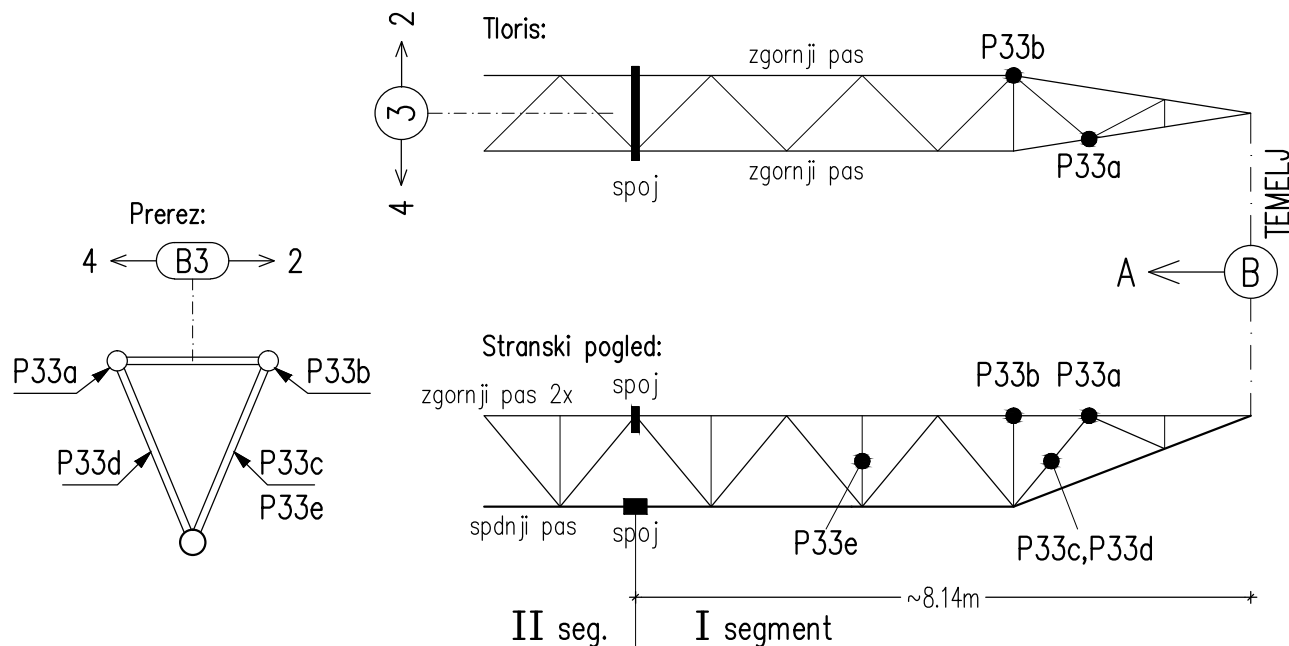 Tloris:
2
3
4
zgornji pas
P33b
zgornji pas
spoj
P33a
TEMELJ
A
B
Prerez:
4
B3
2
P33a
P33b
P33d
P33c
P33e
Stranski pogled:
spoj
zgornji pas 2x
P33b P33a
spdnji pas
spoj
P33e
P33c,P33d
~8.14m
II seg.
I segment